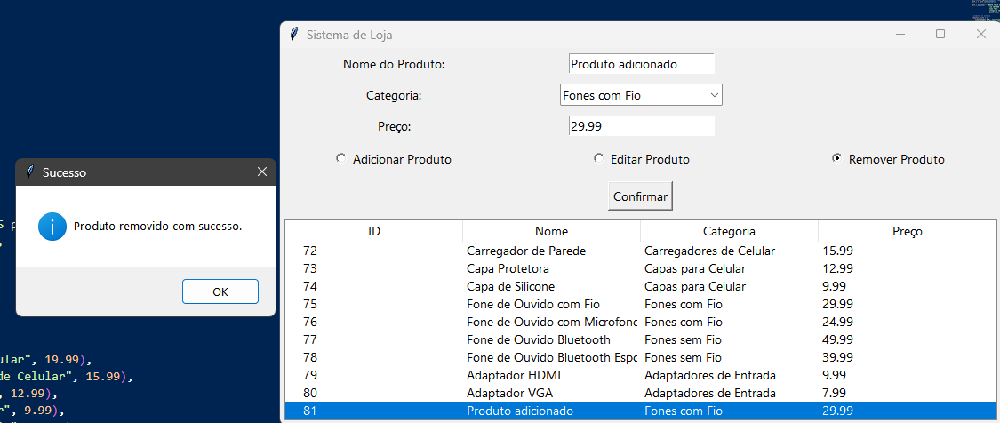 Sistema de Loja
Nome do Produto: Produto adicionado
Categoria: Fones com Fio
Preço: 29.99
Adicionar Produto Editar Produto Remover Produto
Confirmar
ID Nome Categoria Preço
72 Carregador de Parede Carregadores de Celular 15.99
73 Capa Protetora Capas para Celular 12.99
74 Capa de Silicone Capas para Celular 9.99
75 Fone de Ouvido com Fio Fones com Fio 29.99
76 Fone de Ouvido com Microfone Fones com Fio 24.99
77 Fone de Ouvido Bluetooth Fones sem Fio 49.99
78 Fone de Ouvido Bluetooth Espo Fones sem Fio 39.99
79 Adaptador HDMI Adaptadores de Entrada 9.99
80 Adaptador VGA Adaptadores de Entrada 7.99
81 Produto adicionado Fones com Fio 29.99
Sucesso
Produto removido com sucesso.
OK
ular", 19.99),
de Celular", 15.99),
, 12.99),
r", 9.99),